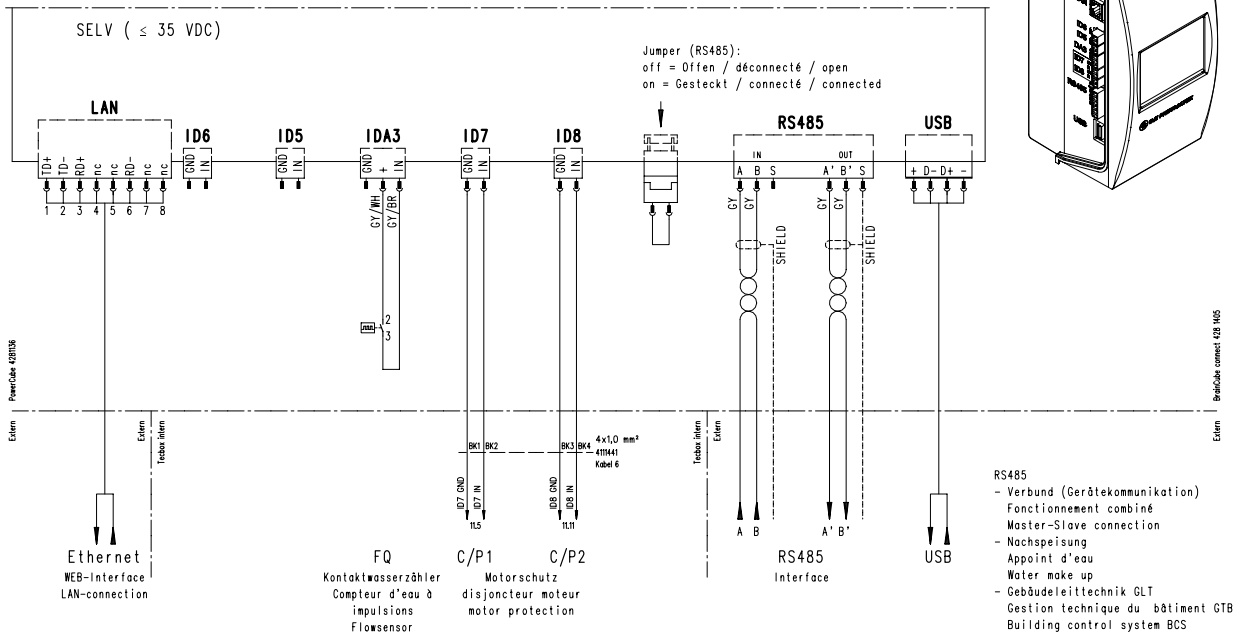 SELV ( ≤ 35 VDC)
Jumper (RS485):
off = Offen / déconnecté / open
on = Gesteckt / connecté / connected
LAN
ID6
ID5
IDA3
ID7
ID8
RS485
USB
TD+ TD- RD+ nc nc RD- nc nc
GND IN
GND IN
GND + IN
GND IN
GND IN
IN OUT
A B S A' B' S
+ D- D+ -
1 2 3 4 5 6 7 8
GY/WH
GY/BR
GY GY
GY GY
SHIELD
SHIELD
2
3
PowerCube 4281136
BrainCube connect 428 1405
Extern
Extern
Tecbox intern
Tecbox intern
Extern
Extern
BK1 BK2
BK3 BK4
4x1,0 mm²
4111441
Kabel 6
ID7 GND
ID7 IN
ID8 GND
ID8 IN
11.5
11.11
A B A' B'
Ethernet
WEB-Interface
LAN-connection
FQ
Kontaktwasserzähler
Compteur d'eau à
impulsions
Flowsensor
C/P1 C/P2
Motorschutz
disjoncteur moteur
motor protection
RS485
Interface
USB
RS485
- Verbund (Gerätekommunikation)
Fonctionnement combiné
Master-Slave connection
- Nachspeisung
Appoint d'eau
Water make up
- Gebäudeleittechnik GLT
Gestion technique du bâtiment GTB
Building control system BCS
ID6
ID5
IDA3
ID7
ID8
RS485
USB